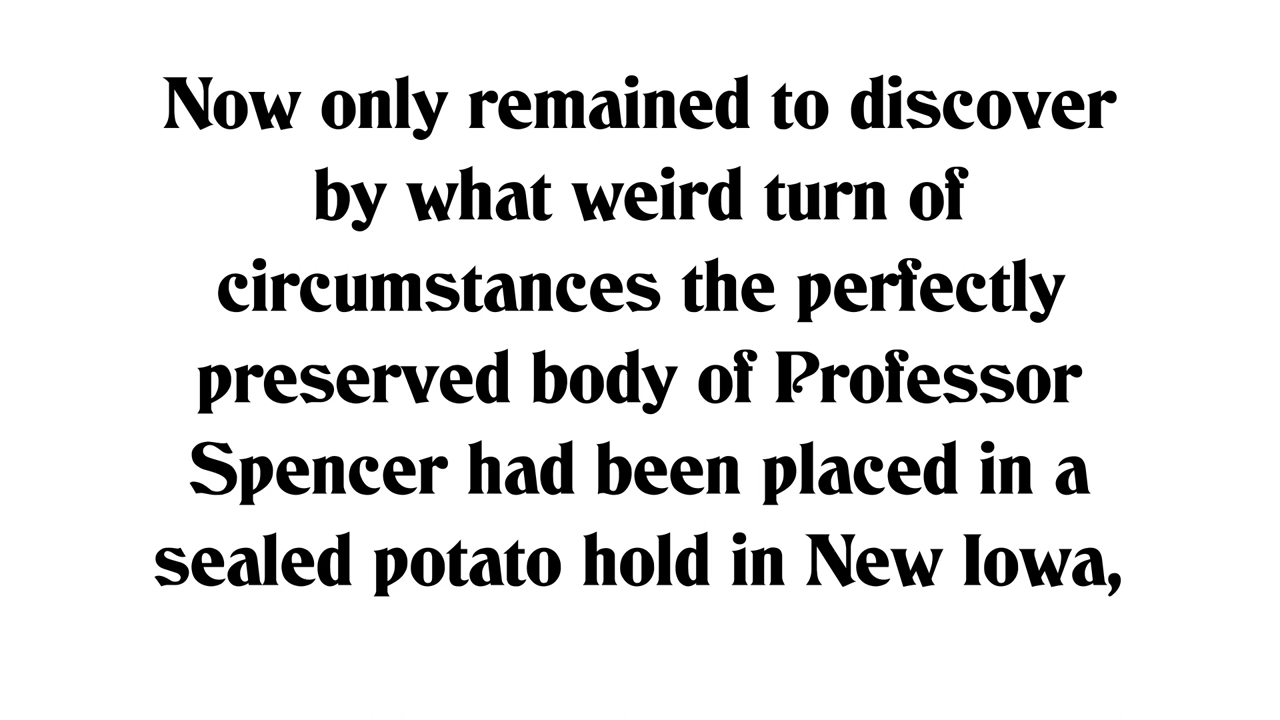 Now only remained to discover
by what weird turn of
circumstances the perfectly
preserved body of Professor
Spencer had been placed in a
sealed potato hold in New Iowa,